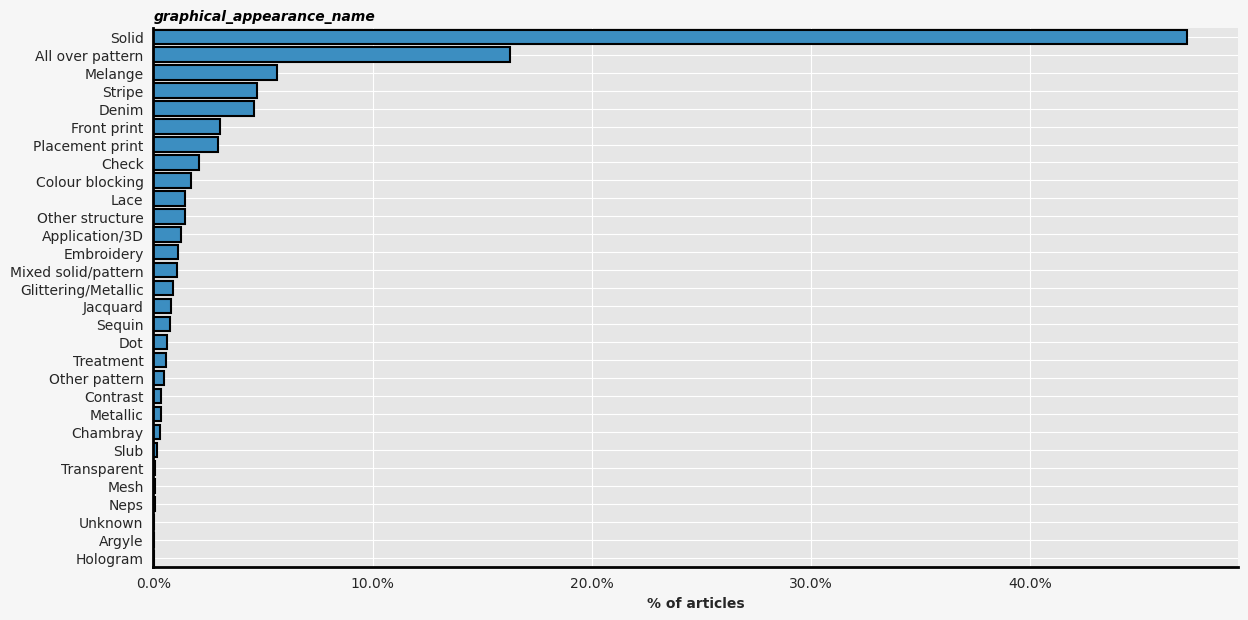 graphical_appearance_name
Solid
All over pattern
Melange
Stripe
Denim
Front print
Placement print
Check
Colour blocking
Lace
Other structure
Application/3D
Embroidery
Mixed solid/pattern
Glittering/Metallic
Jacquard
Sequin
Dot
Treatment
Other pattern
Contrast
Metallic
Chambray
Slub
Transparent
Mesh
Neps
Unknown
Argyle
Hologram
0.0% 10.0% 20.0% 30.0% 40.0%
% of articles